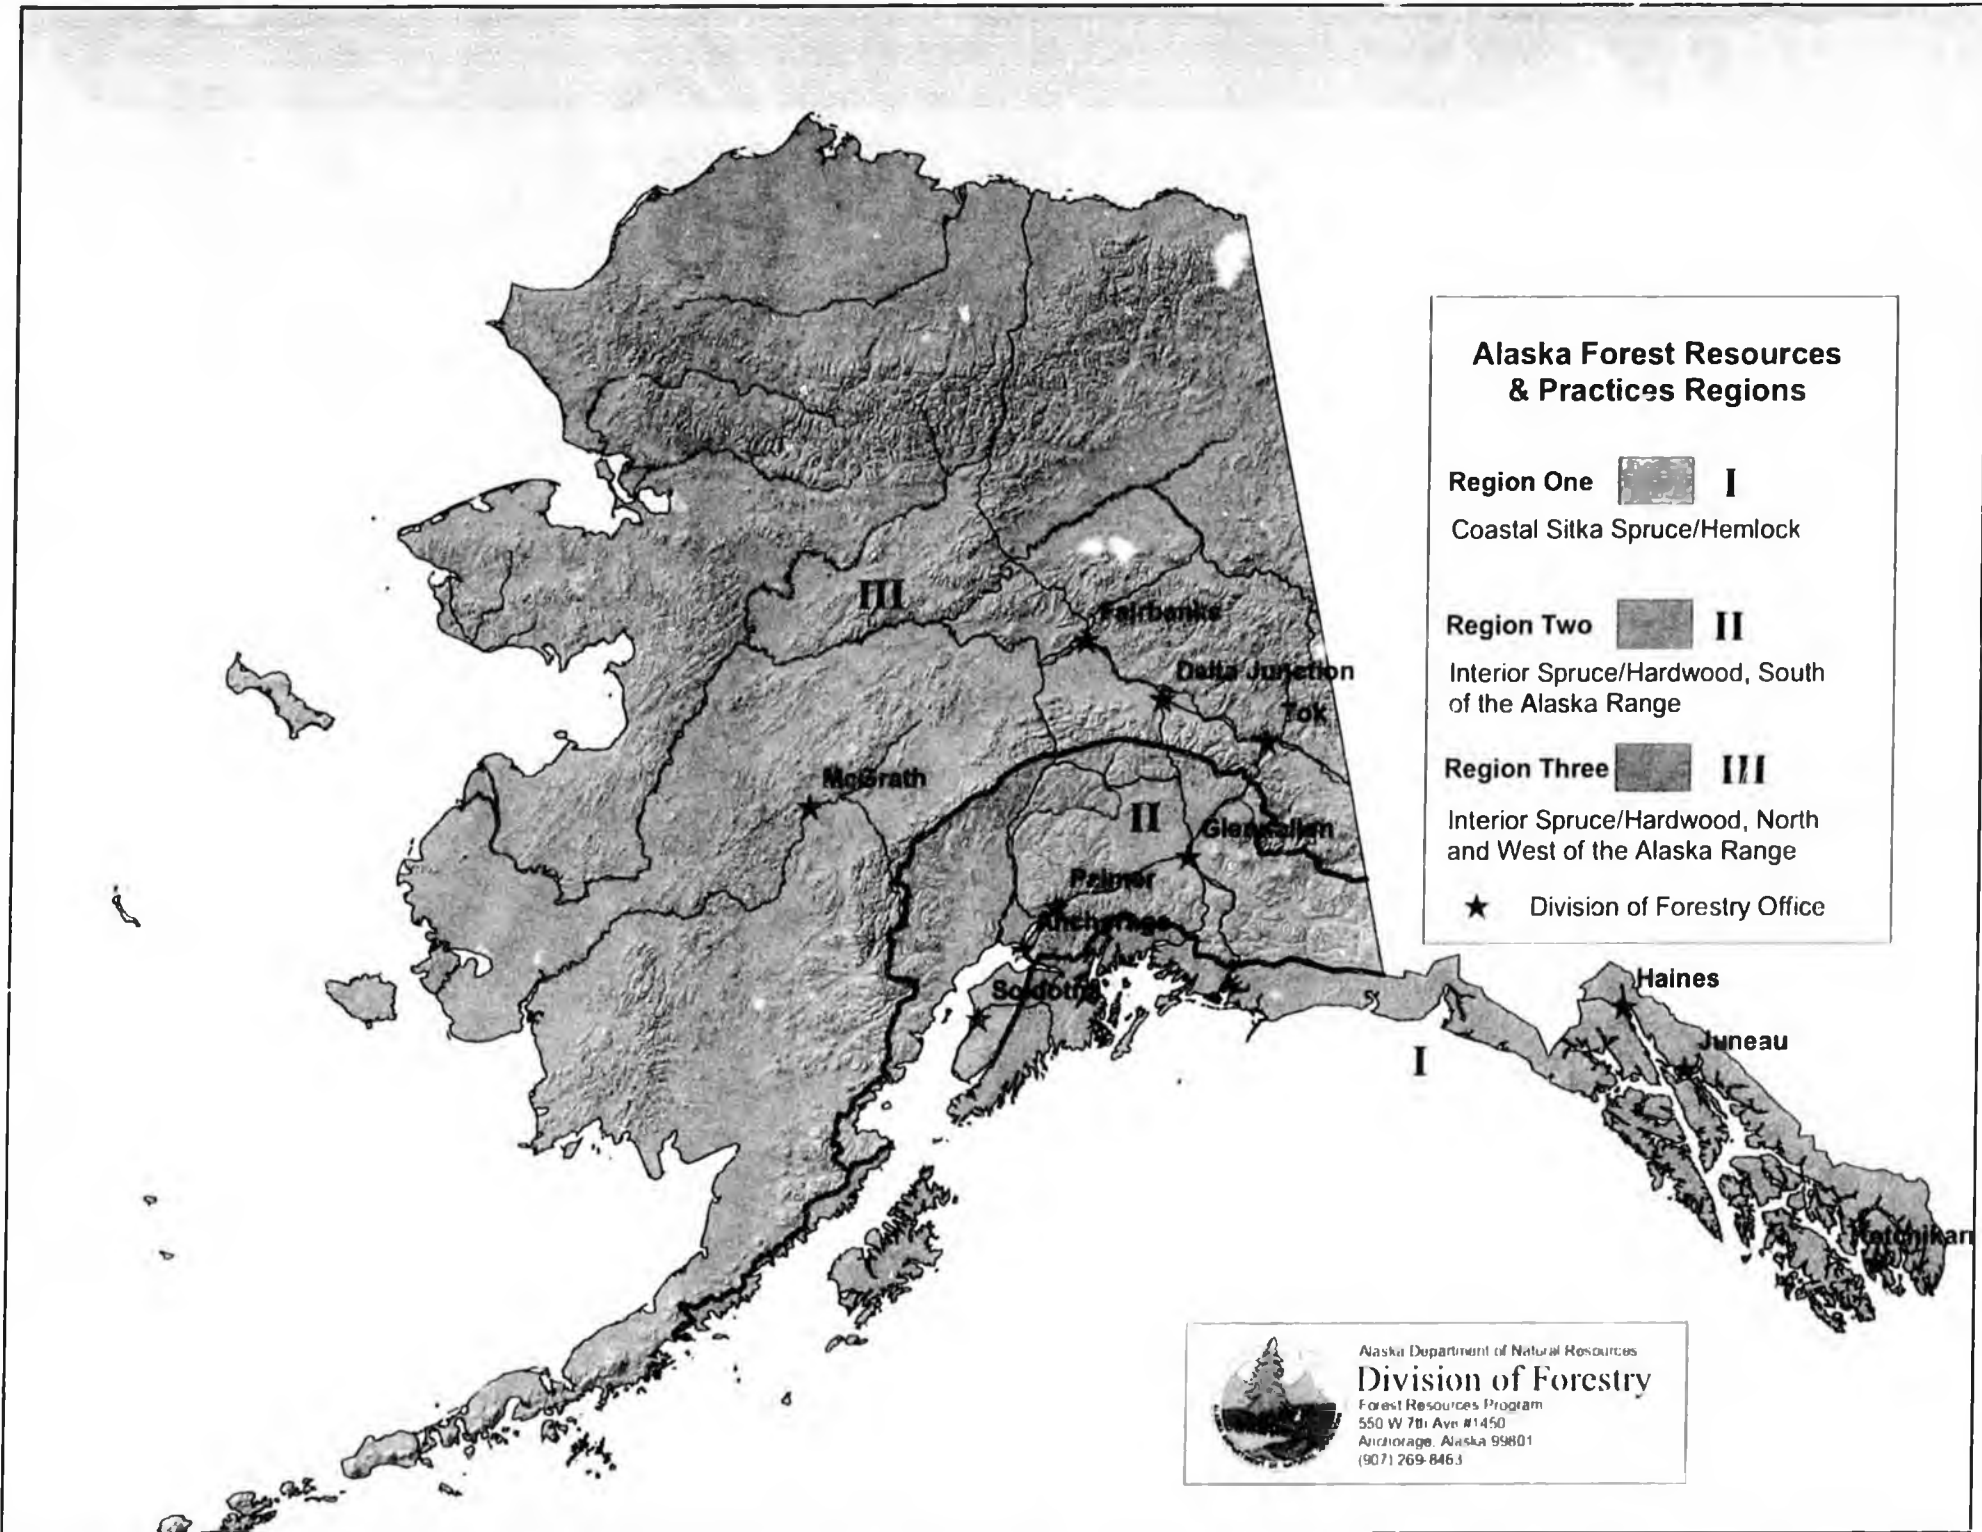 Alaska Forest Resources
& Practices Regions
Region One I
Coastal Sitka Spruce/Hemlock
Region Two II
Interior Spruce/Hardwood, South
of the Alaska Range
Region Three III
Interior Spruce/Hardwood, North
and West of the Alaska Range
★ Division of Forestry Office
III
Fairbanks
Delta Junction
Tok
McGrath
II
Glennallen
Palmer
Anchorage
Soldotna
Haines
Juneau
I
Ketchikan
Alaska Department of Natural Resources
Division of Forestry
Forest Resources Program
550 W 7th Ave #1450
Anchorage, Alaska 99801
(907) 269-8463